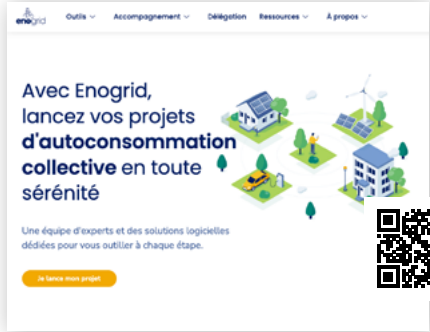 enogrid
Outils
Accompagnement
Délégation
Ressources
À propos
Avec Enogrid,
lancez vos projets
d'autoconsommation
collective en toute
sérénité
Une équipe d'experts et des solutions logicielles
dédiées pour vous outiller à chaque étape.
Je lance mon projet